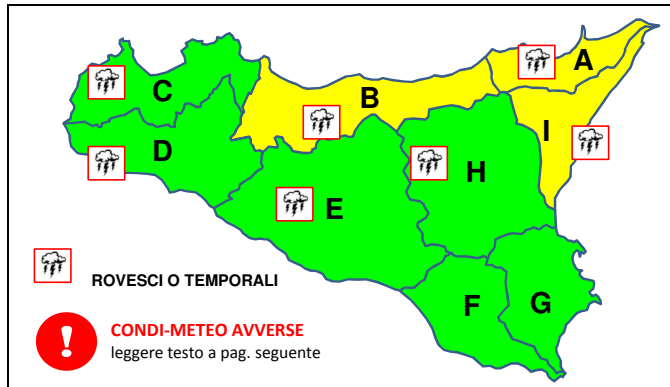 A
B
C
I
D
H
E
F
G
ROVESCI O TEMPORALI
! CONDI-METEO AVVERSE
leggere testo a pag. seguente